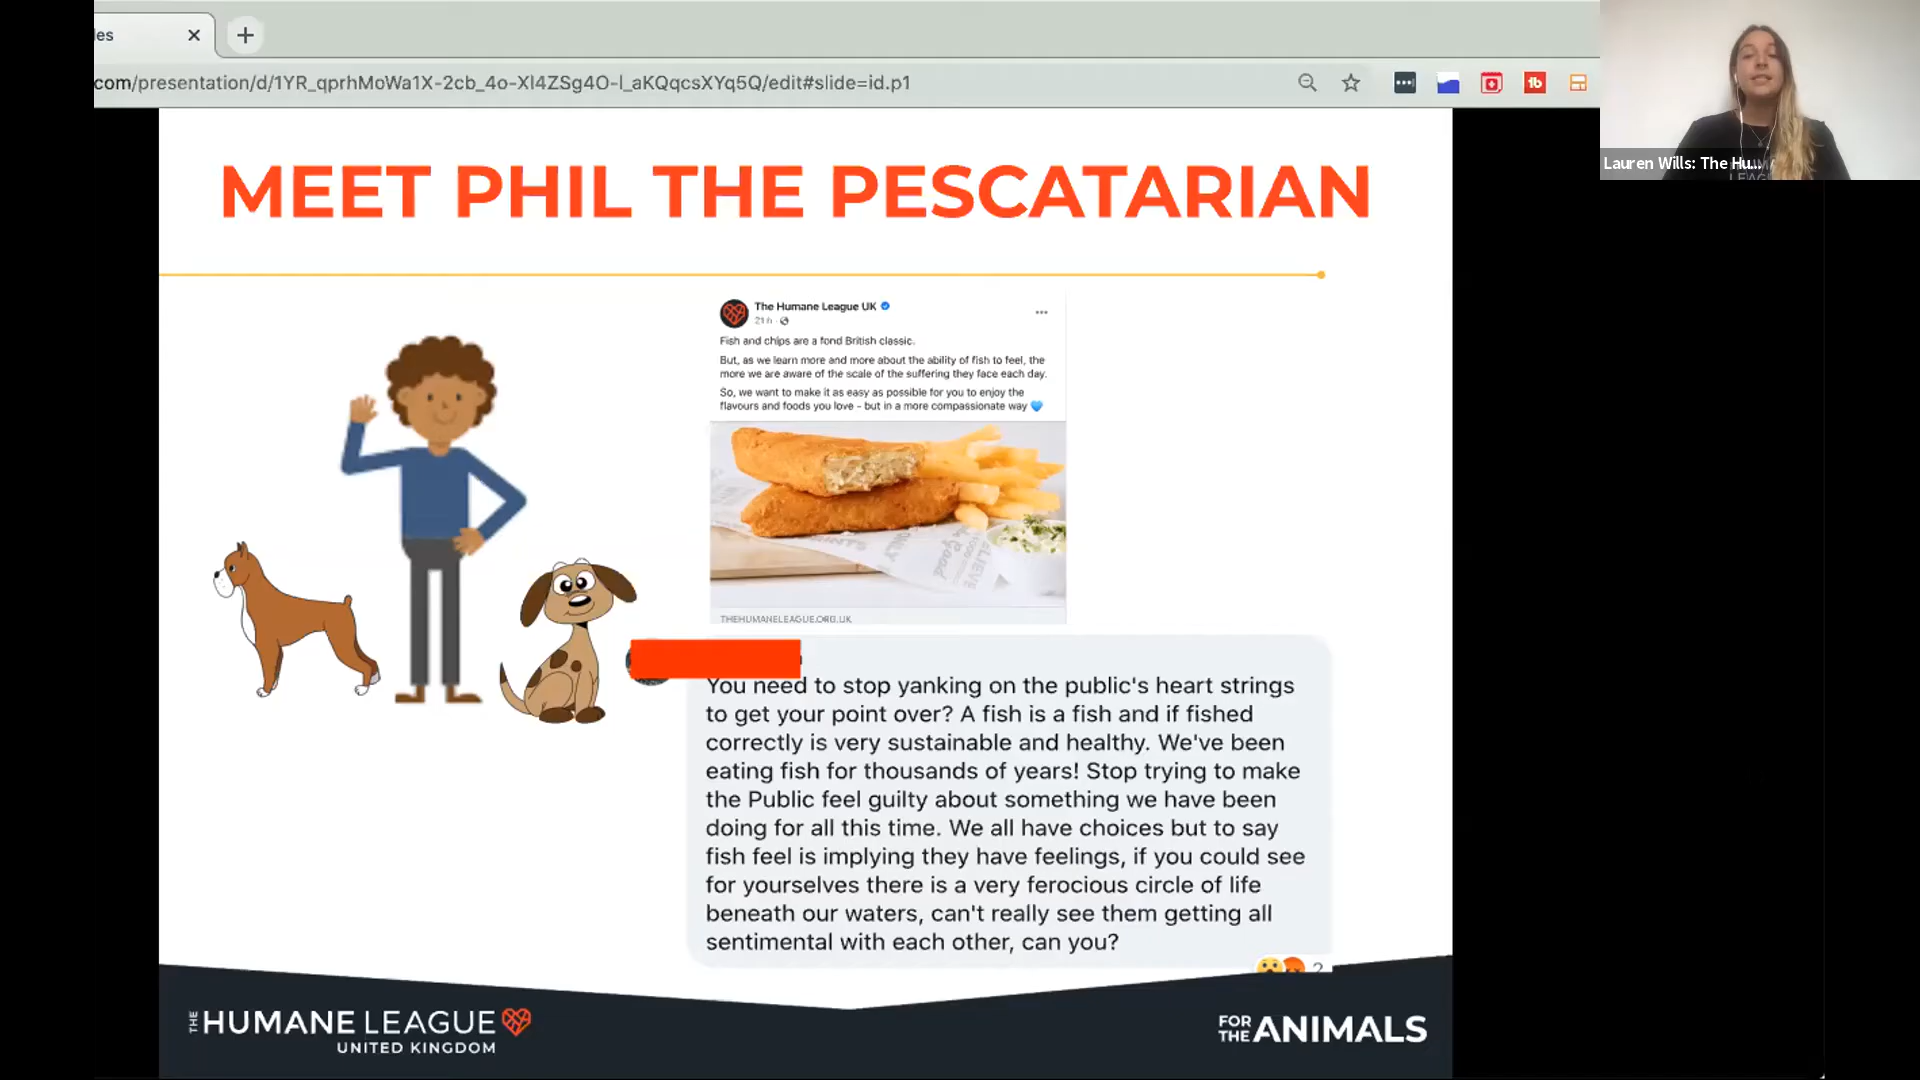 les
com/presentation/d/1YR_qprhMoWa1X-2cb_4o-Xl4ZSg4O-l_aKQqcsXYq5Q/edit#slide=id.p1
Lauren Wills: The Hu...
LEAGUE
MEET PHIL THE PESCATARIAN
The Humane League UK
21h
Fish and chips are a fond British classic.
But, as we learn more and more about the ability of fish to feel, the
more we are aware of the scale of the suffering they face each day.
So, we want to make it as easy as possible for you to enjoy the
flavours and foods you love – but in a more compassionate way
ONLY
Good
FOOD
THEHUMANELEAGUE.ORG.UK
You need to stop yanking on the public's heart strings
to get your point over? A fish is a fish and if fished
correctly is very sustainable and healthy. We've been
eating fish for thousands of years! Stop trying to make
the Public feel guilty about something we have been
doing for all this time. We all have choices but to say
fish feel is implying they have feelings, if you could see
for yourselves there is a very ferocious circle of life
beneath our waters, can't really see them getting all
sentimental with each other, can you?
2
THE HUMANE LEAGUE
UNITED KINGDOM
FOR THE ANIMALS